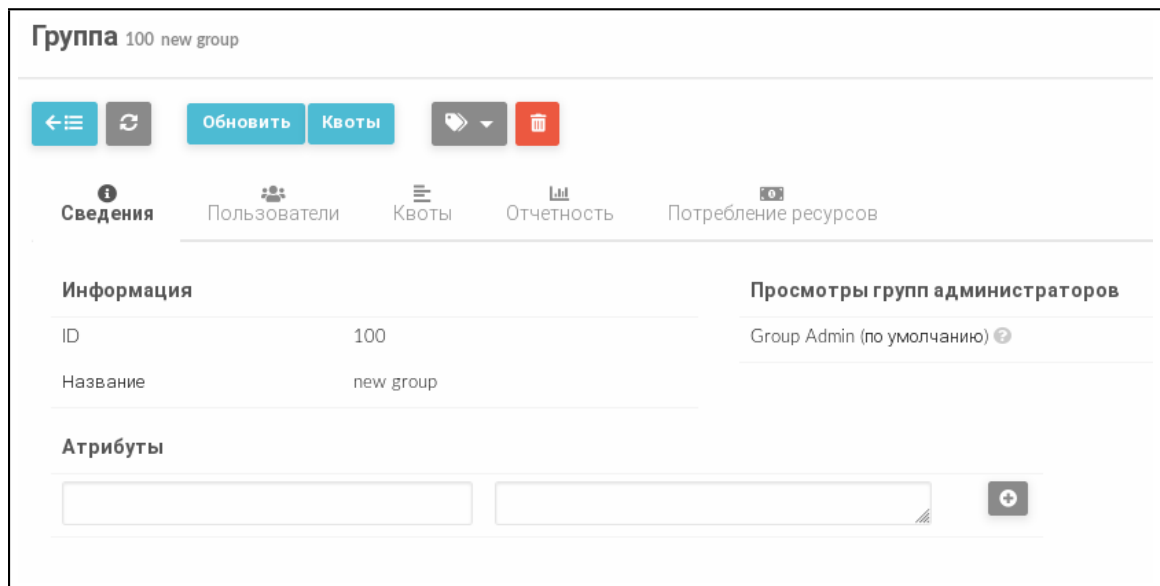 Группа 100 new group
Обновить Квоты
Сведения Пользователи Квоты Отчетность Потребление ресурсов
Информация Просмотры групп администраторов
ID 100 Group Admin (по умолчанию)
Название new group
Атрибуты